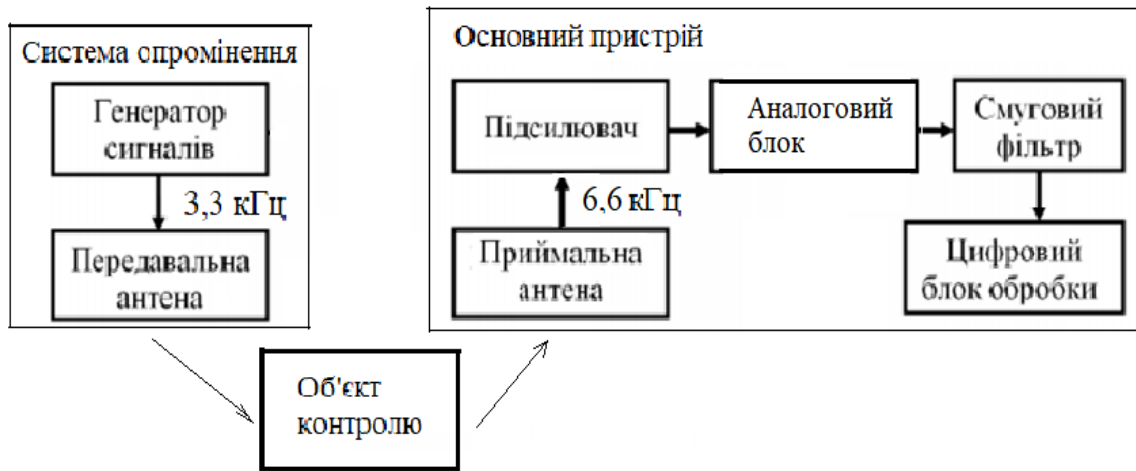 Система опромінення
Генератор
сигналів
3,3 кГц
Передавальна
антена
Об'єкт
контролю
Основний пристрій
Підсилювач
Аналоговий
блок
Смуговий
фільтр
6,6 кГц
Приймальна
антена
Цифровий
блок обробки